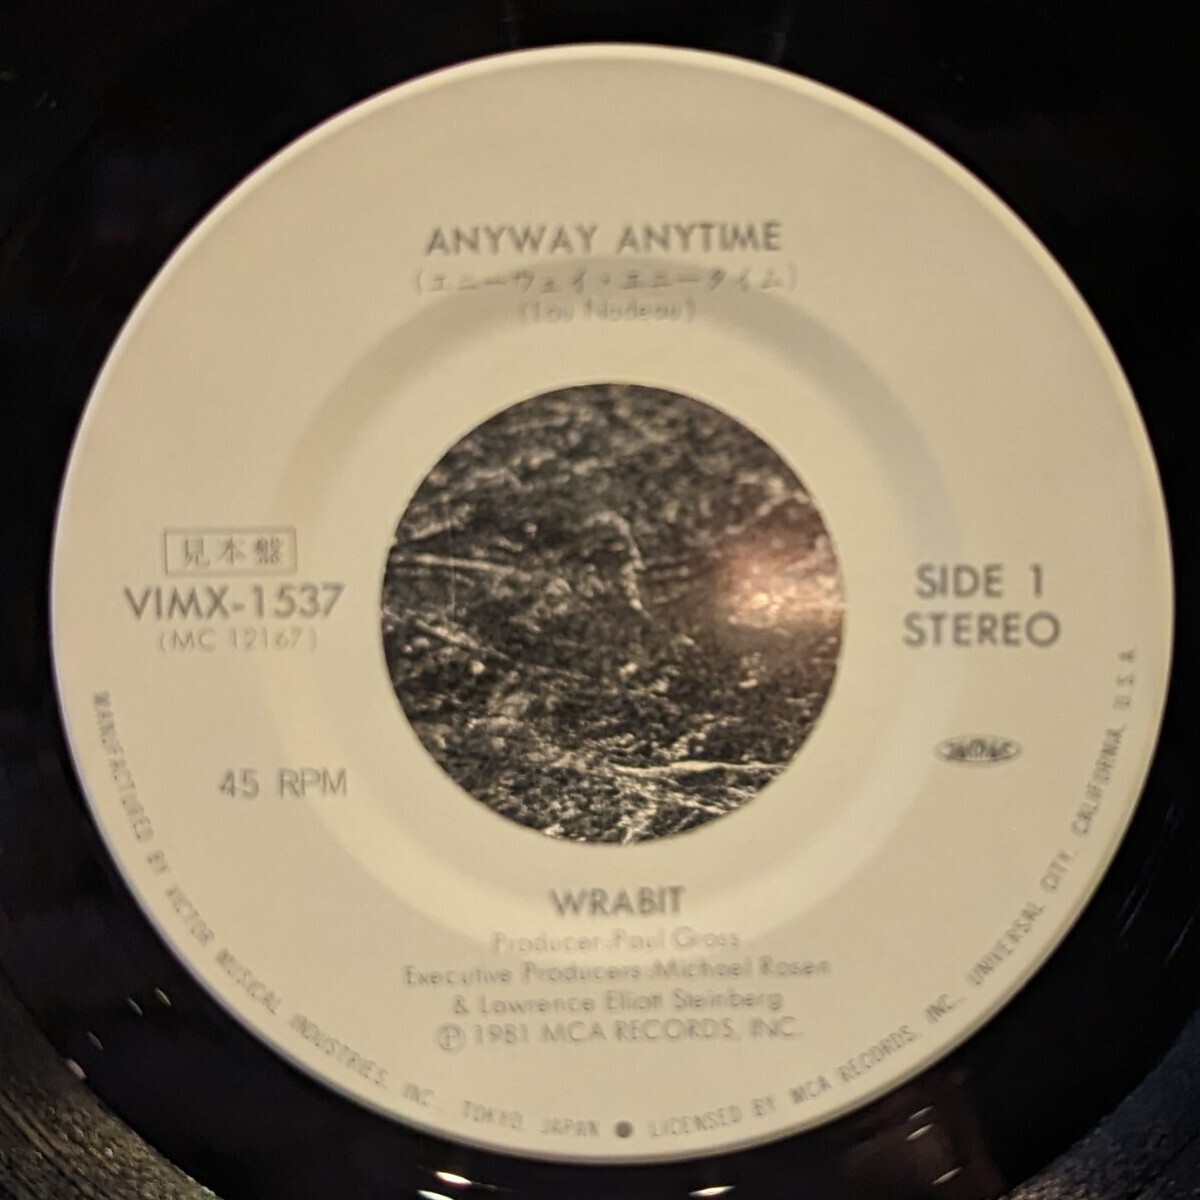 ANYWAY ANYTIME
(エニーウェイ・エニータイム)
(Lou Nadeau)
見本盤
VIMX-1537
(MC 12167)
SIDE 1
STEREO
45 RPM
WRABIT
Producer:Paul Gross
Executive Producers:Michael Rosen
& Lawrence Elliott Steinberg
Ⓟ 1981 MCA RECORDS, INC.
MANUFACTURED BY VICTOR MUSICAL INDUSTRIES, INC., TOKYO, JAPAN ● LICENSED BY MCA RECORDS, INC., UNIVERSAL CITY, CALIFORNIA, U.S.A.